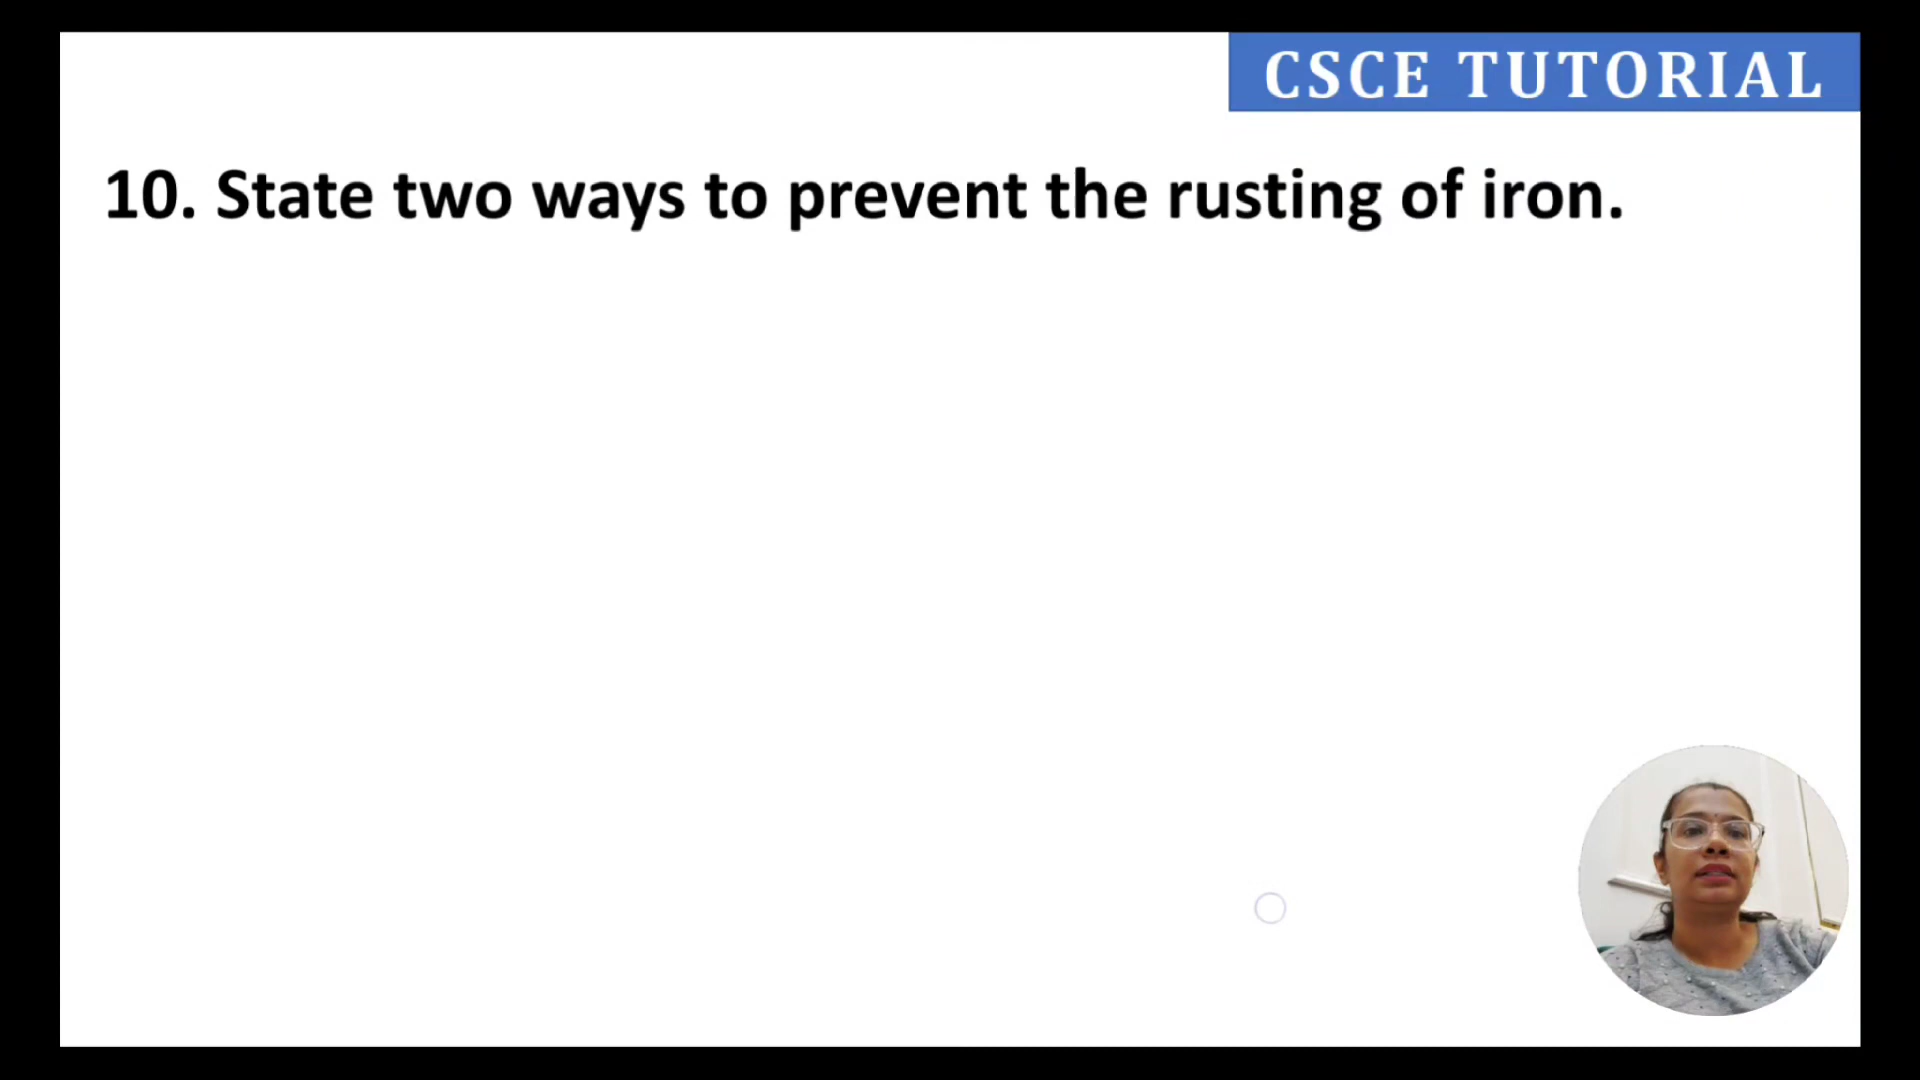 CSCE TUTORIAL
10. State two ways to prevent the rusting of iron.